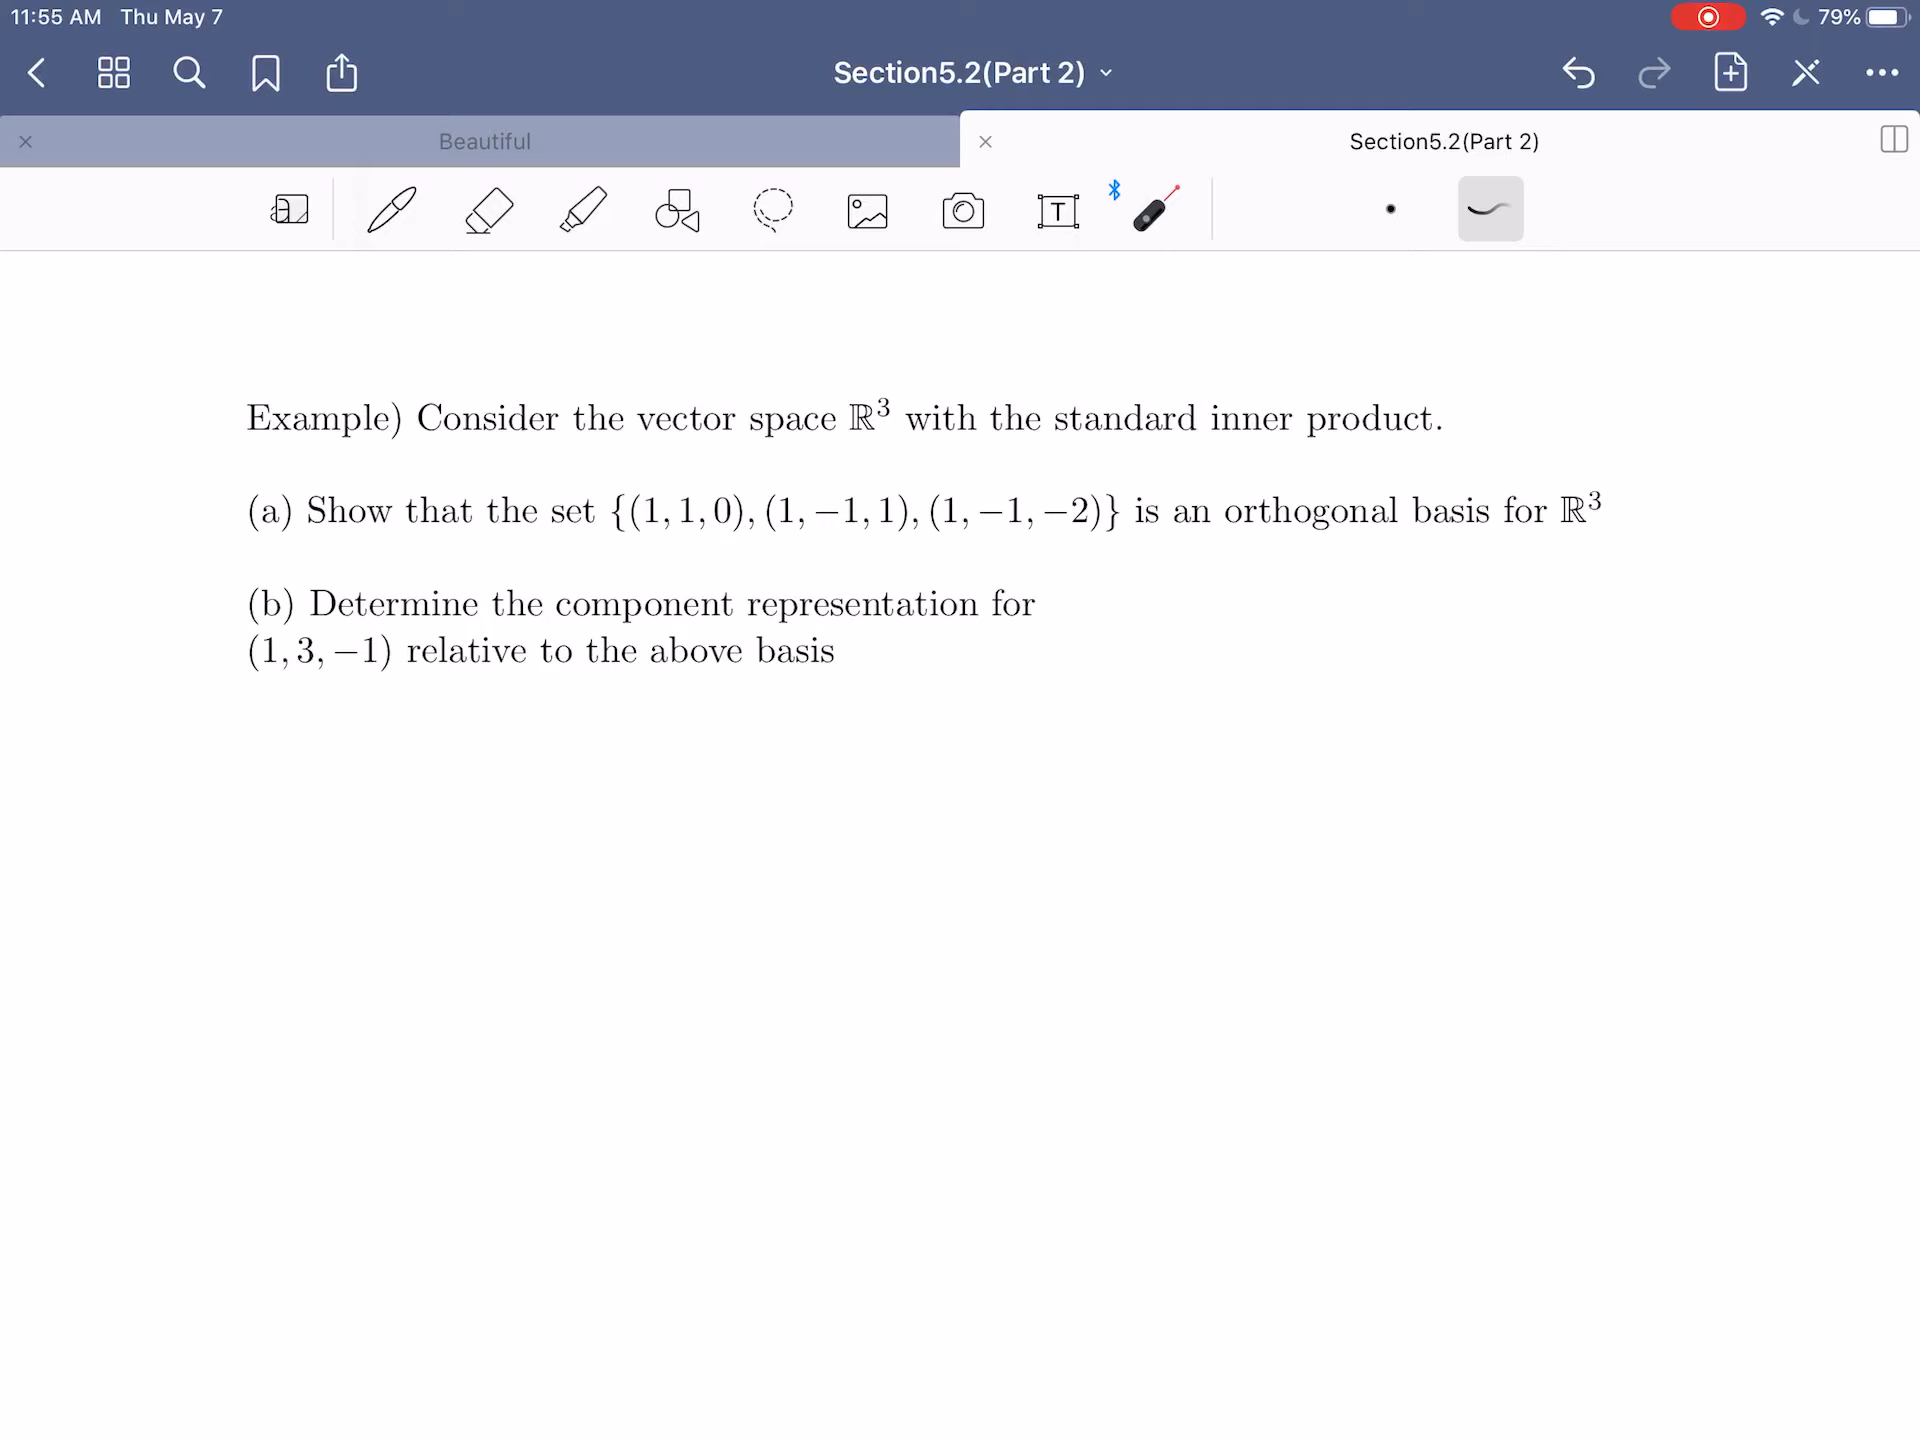 11:55 AM Thu May 7
79%
Section5.2(Part 2)
Beautiful
Section5.2(Part 2)
a
T
Example) Consider the vector space ℝ³ with the standard inner product.
(a) Show that the set {(1, 1, 0), (1, −1, 1), (1, −1, −2)} is an orthogonal basis for ℝ³
(b) Determine the component representation for
(1, 3, −1) relative to the above basis